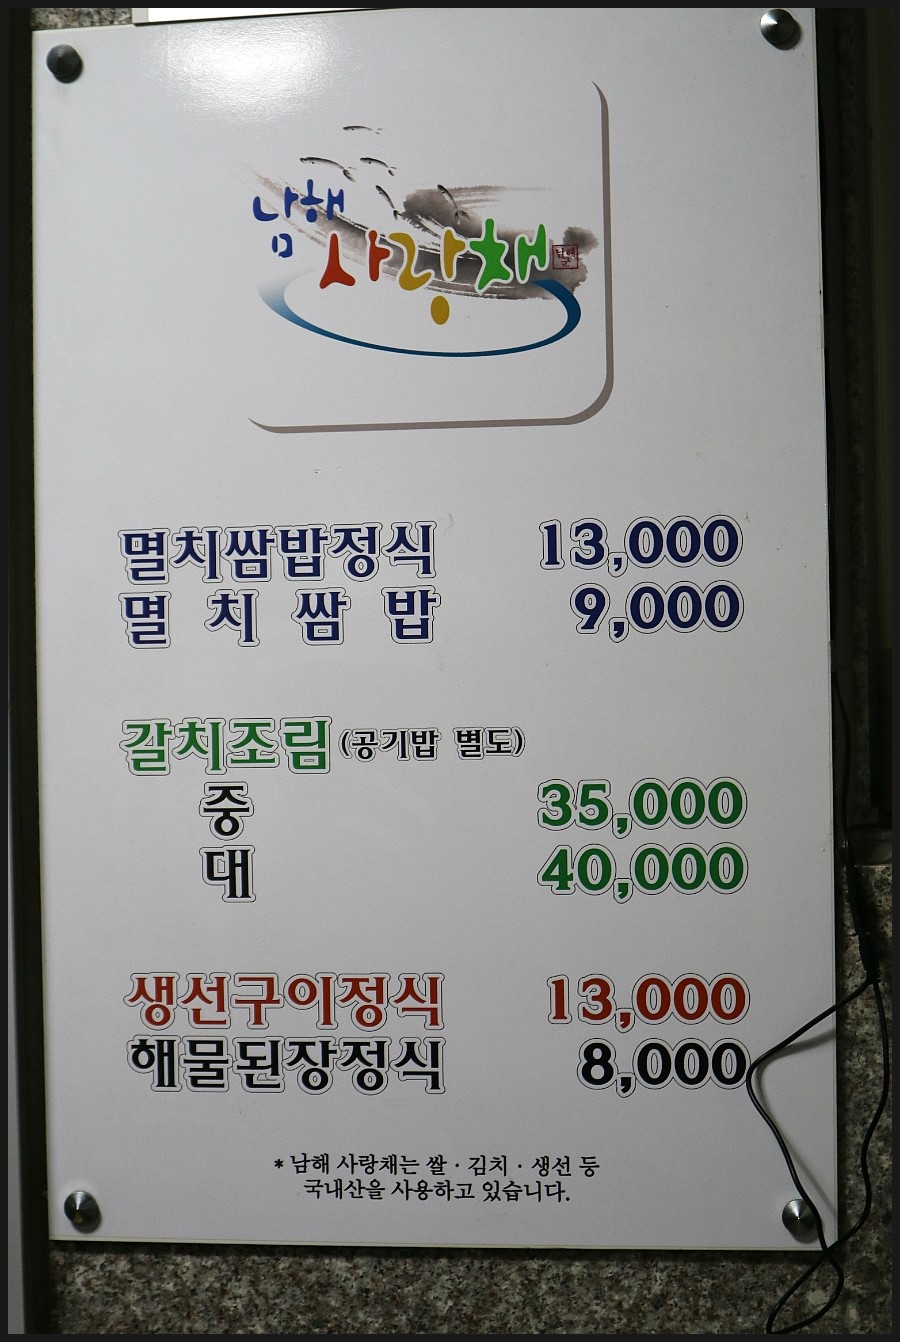 남해
사랑채
남해
군
멸치쌈밥정식 13,000
멸 치 쌈 밥 9,000
갈치조림 (공기밥 별도)
중 35,000
대 40,000
생선구이정식 13,000
해물된장정식 8,000
* 남해 사랑채는 쌀 · 김치 · 생선 등
국내산을 사용하고 있습니다.